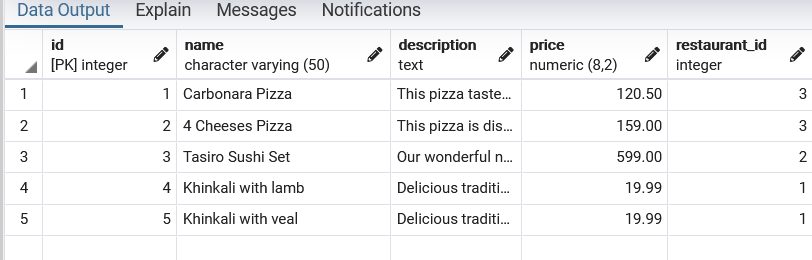 Data Output Explain Messages Notifications
id name description price restaurant_id
[PK] integer character varying (50) text numeric (8,2) integer
1 1 Carbonara Pizza This pizza taste... 120.50 3
2 2 4 Cheeses Pizza This pizza is dis... 159.00 3
3 3 Tasiro Sushi Set Our wonderful n... 599.00 2
4 4 Khinkali with lamb Delicious traditi... 19.99 1
5 5 Khinkali with veal Delicious traditi... 19.99 1